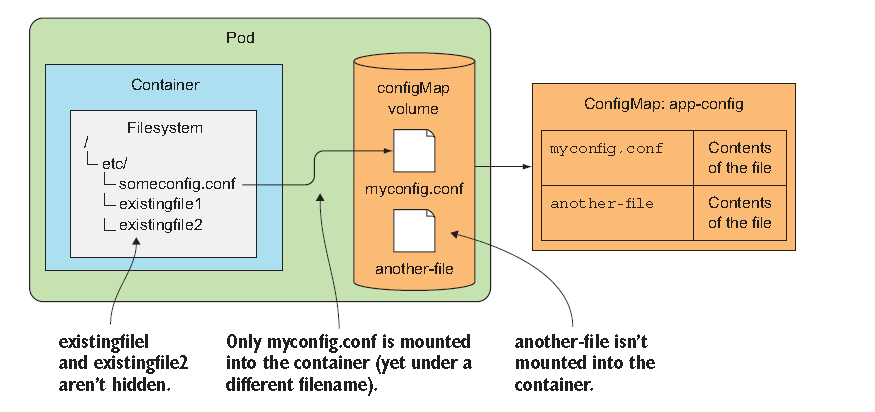 Pod
Container
Filesystem
/
etc/
someconfig.conf
existingfile1
existingfile2
configMap
volume
myconfig.conf
another-file
ConfigMap: app-config
myconfig.conf
Contents
of the file
another-file
Contents
of the file
existingfilel
and existingfile2
aren't hidden.
Only myconfig.conf is mounted
into the container (yet under a
different filename).
another-file isn't
mounted into the
container.